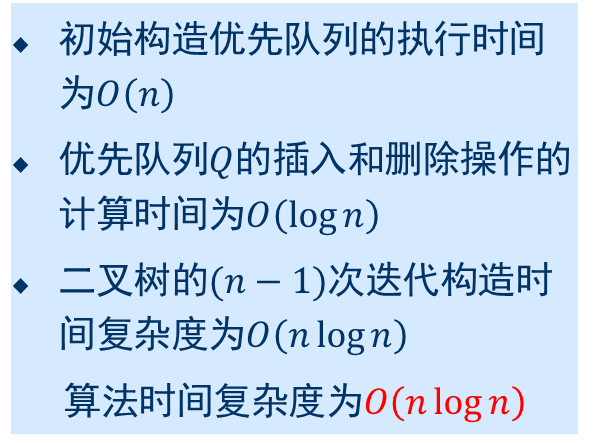 ◆ 初始构造优先队列的执行时间
为O(n)
◆ 优先队列Q的插入和删除操作的
计算时间为O(log n)
◆ 二叉树的(n − 1)次迭代构造时
间复杂度为O(n log n)
算法时间复杂度为O(n log n)